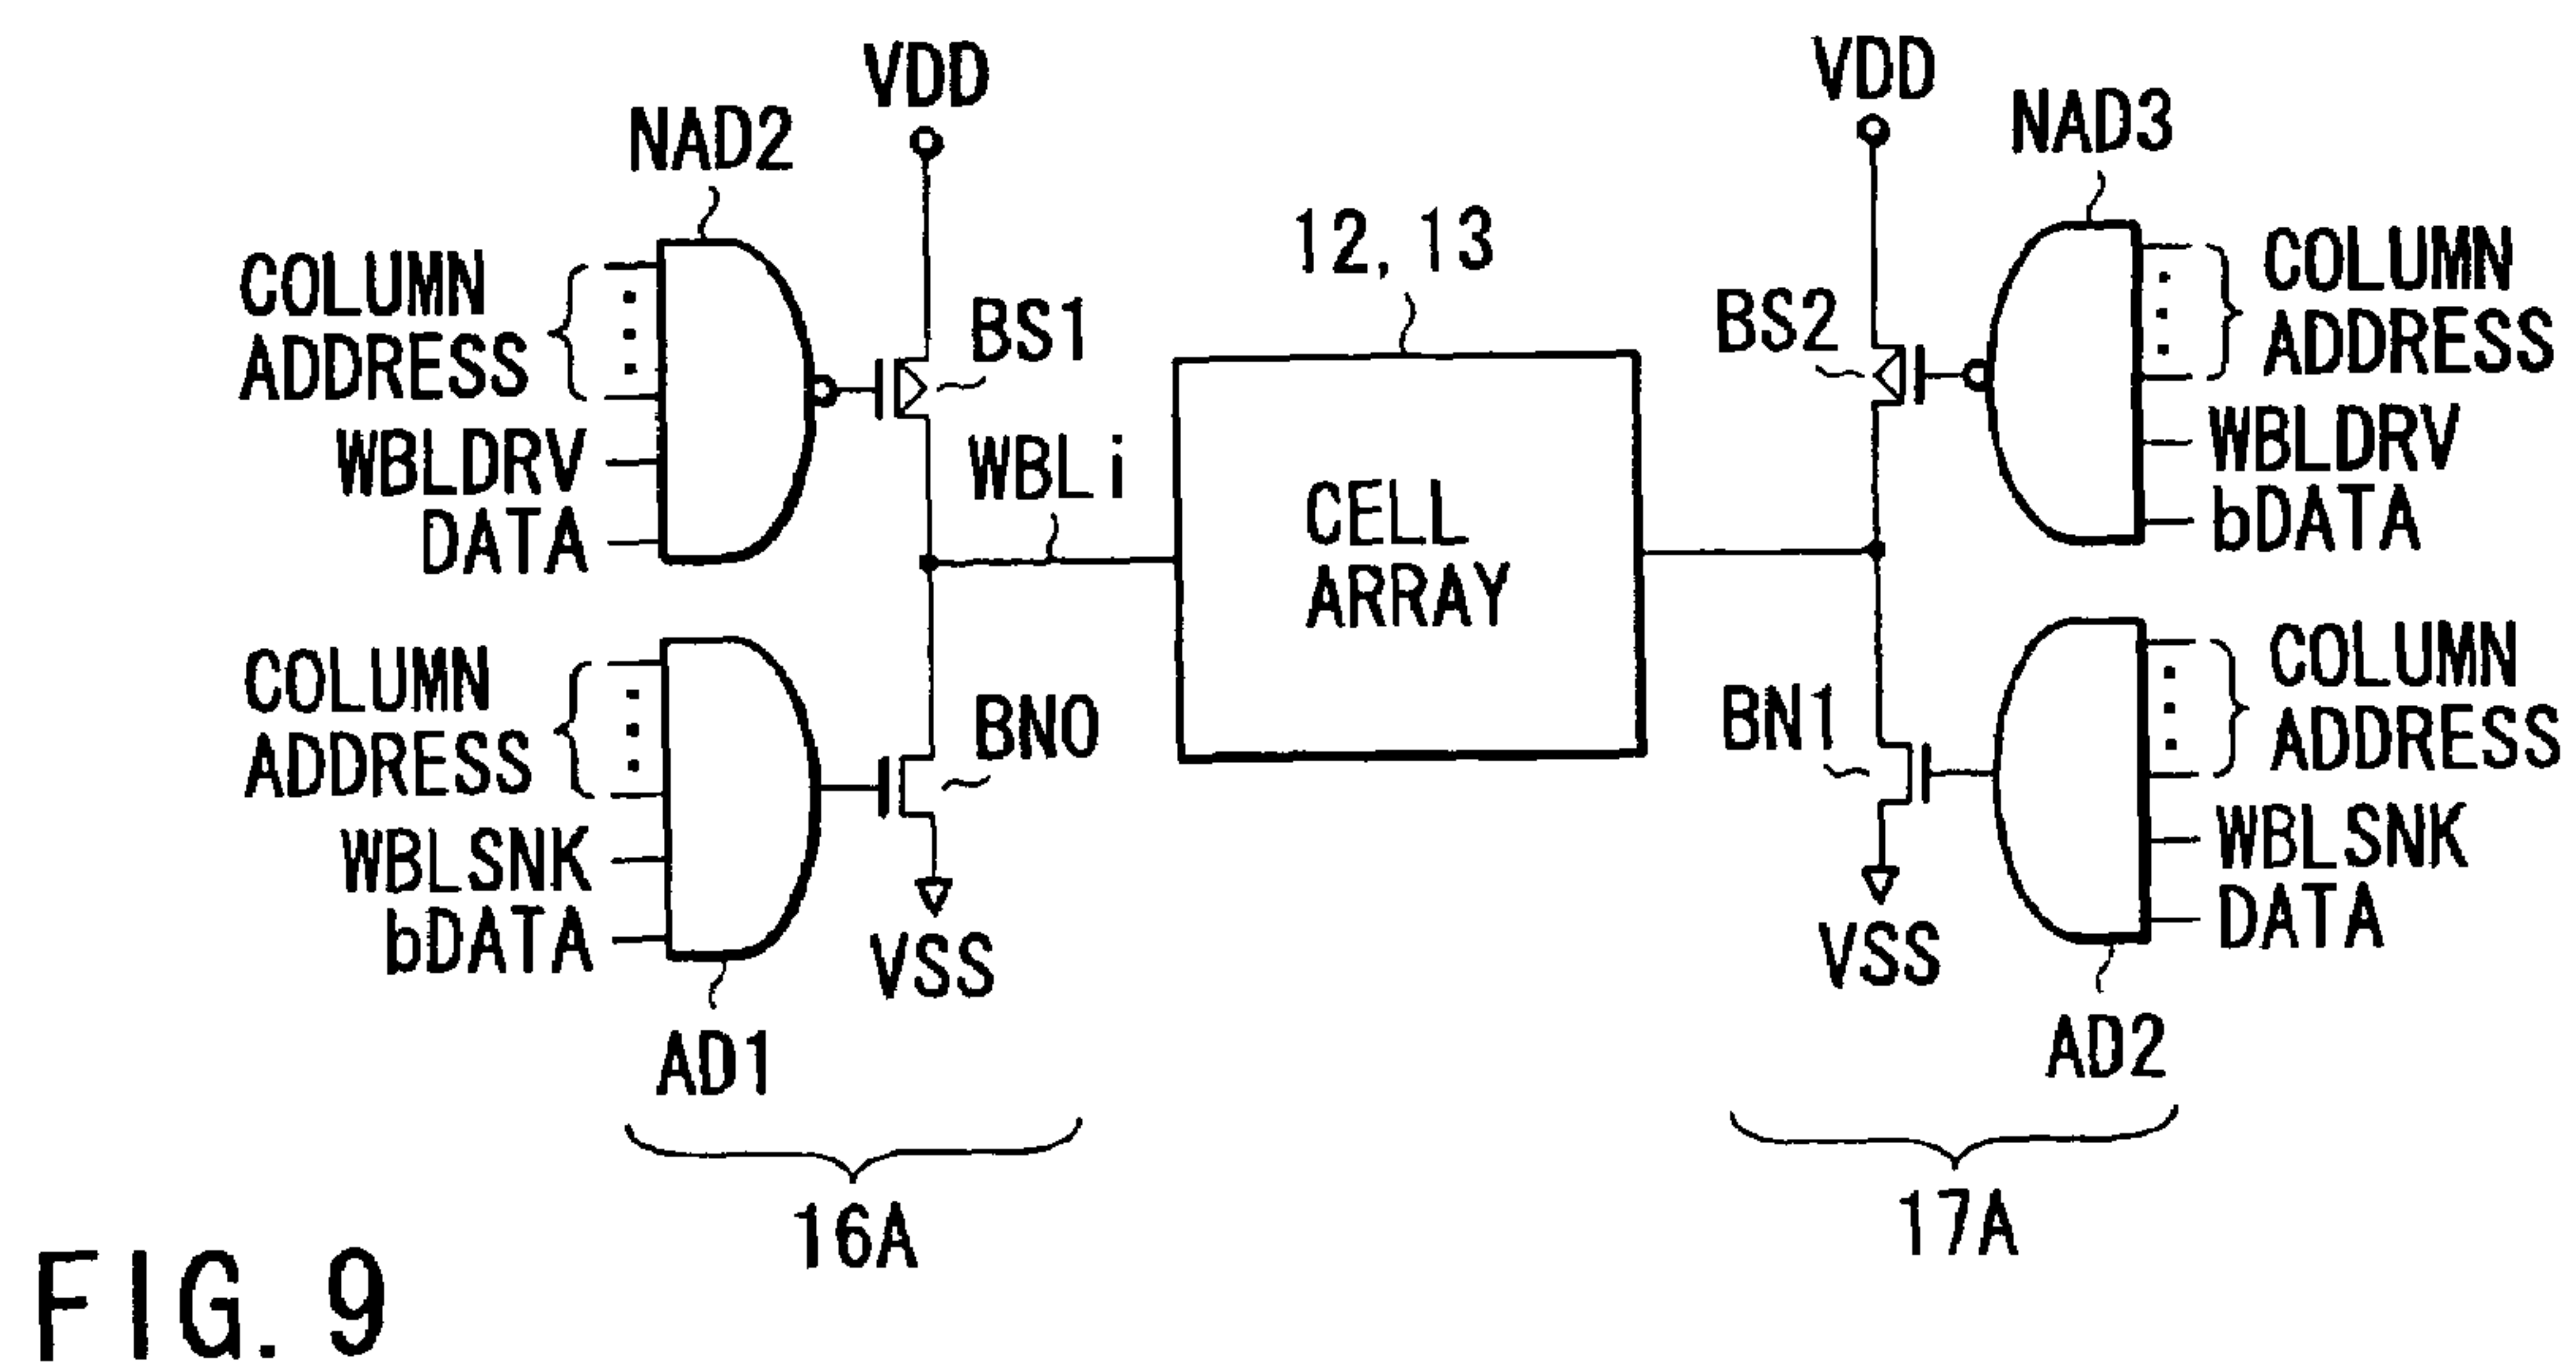 VDD
NAD2
COLUMN
ADDRESS
WBLDRV
DATA
BS1
WBLi
COLUMN
ADDRESS
WBLSNK
bDATA
BN0
VSS
AD1
16A
12, 13
CELL
ARRAY
VDD
NAD3
BS2
COLUMN
ADDRESS
WBLDRV
bDATA
BN1
COLUMN
ADDRESS
WBLSNK
DATA
VSS
AD2
17A
FIG. 9